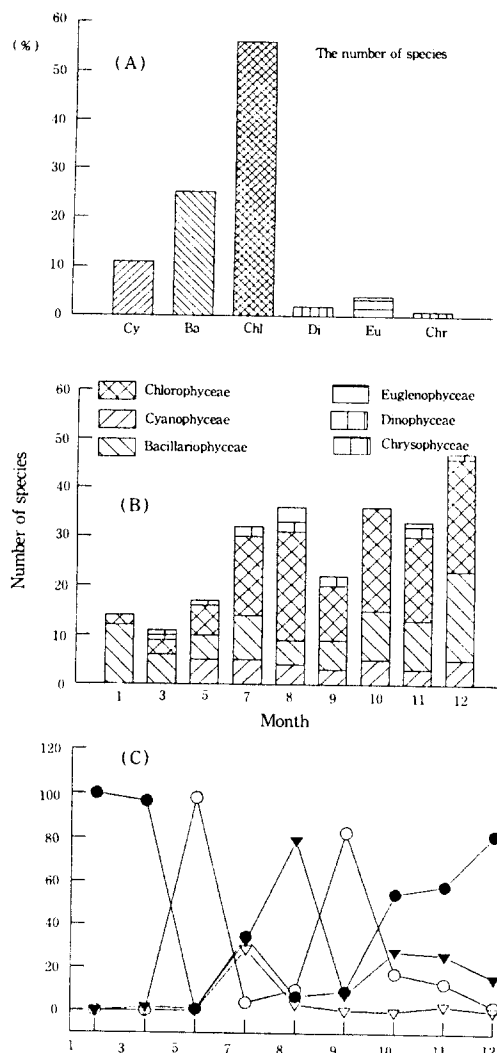 (%)
60
50
40
30
20
10
0
(A)
The number of species
Cy Ba Chl Di Eu Chr
Number of species
60
50
40
30
20
10
0
Chlorophyceae
Cyanophyceae
Bacillariophyceae
Euglenophyceae
Dinophyceae
Chrysophyceae
(B)
1 3 5 7 8 9 10 11 12
Month
120
100
80
60
40
20
0
(C)
1 3 5 7 8 9 10 11 12